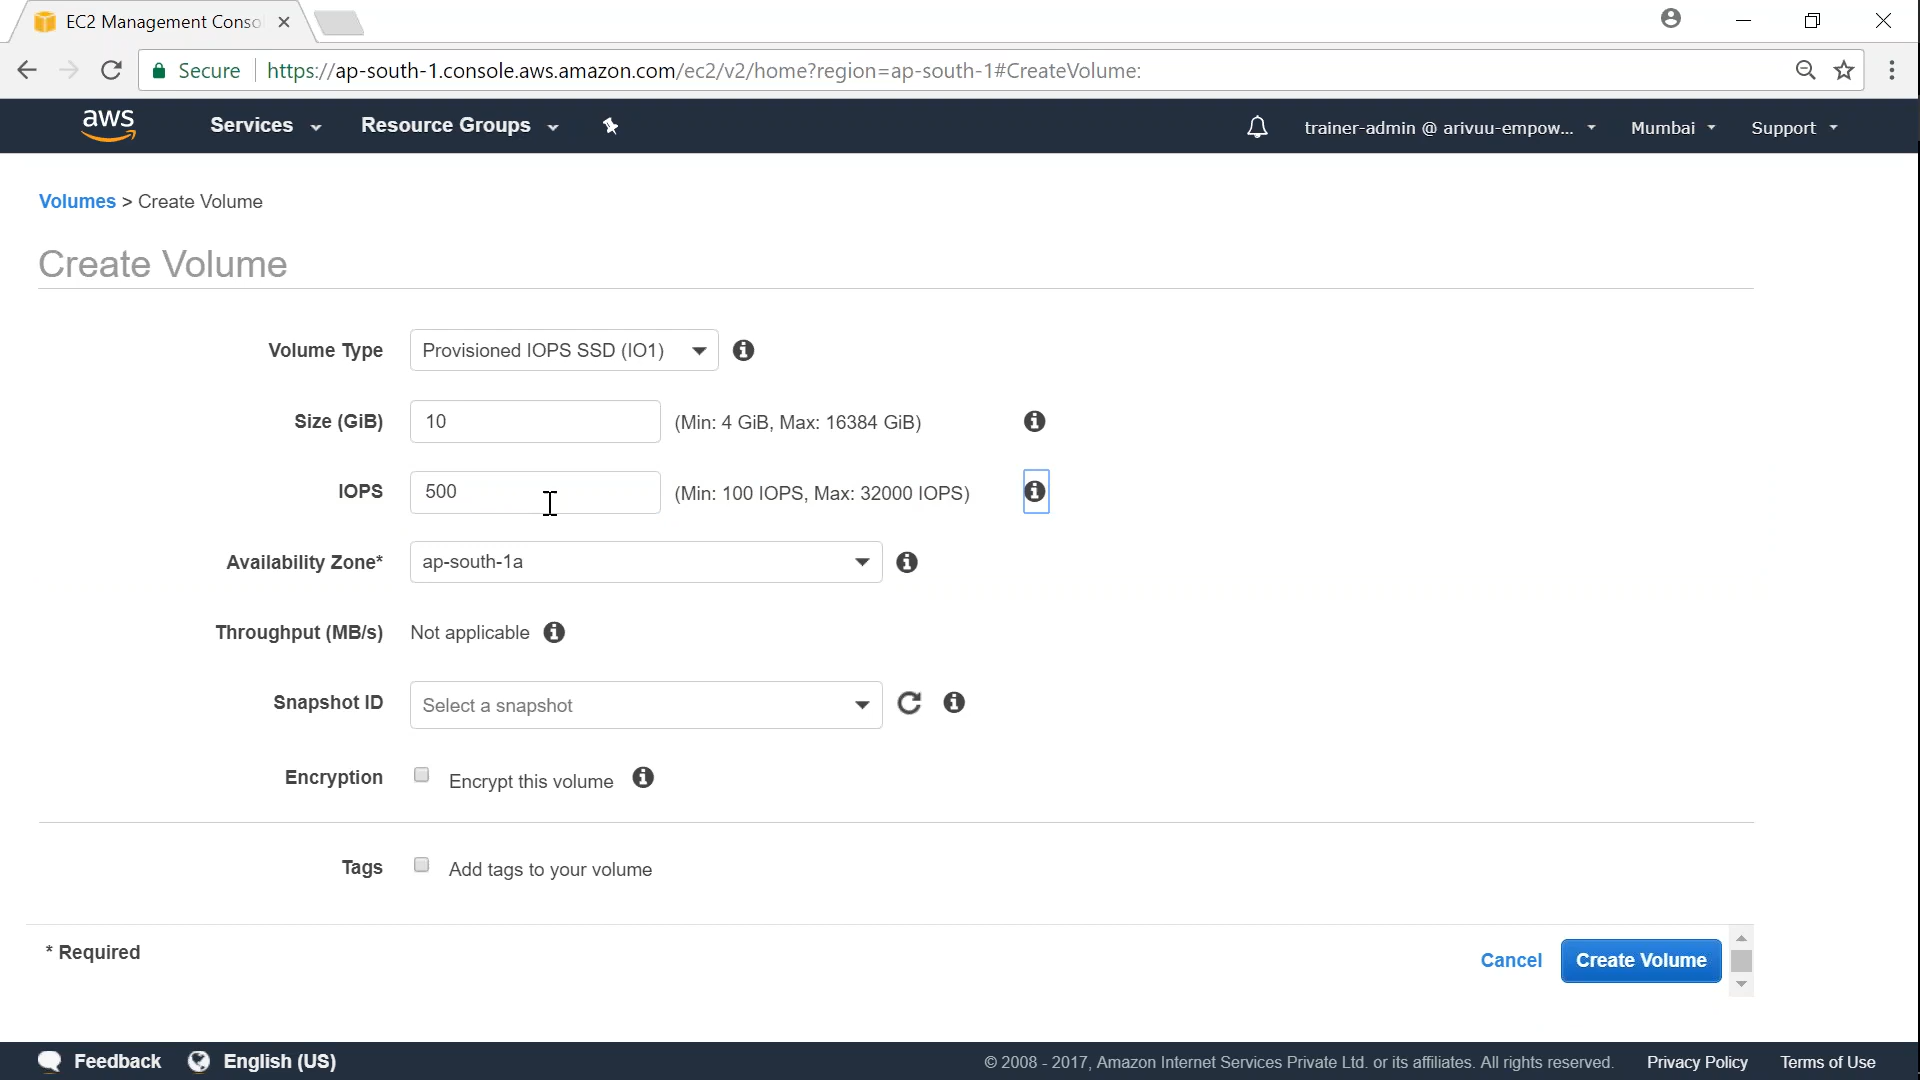 EC2 Management Conso
Secure https://ap-south-1.console.aws.amazon.com/ec2/v2/home?region=ap-south-1#CreateVolume:
aws Services Resource Groups trainer-admin @ arivuu-empow... Mumbai Support
Volumes > Create Volume
Create Volume
Volume Type Provisioned IOPS SSD (IO1)
Size (GiB) 10 (Min: 4 GiB, Max: 16384 GiB)
IOPS 500 (Min: 100 IOPS, Max: 32000 IOPS)
Availability Zone* ap-south-1a
Throughput (MB/s) Not applicable
Snapshot ID Select a snapshot
Encryption Encrypt this volume
Tags Add tags to your volume
* Required Cancel Create Volume
Feedback English (US) © 2008 - 2017, Amazon Internet Services Private Ltd. or its affiliates. All rights reserved. Privacy Policy Terms of Use